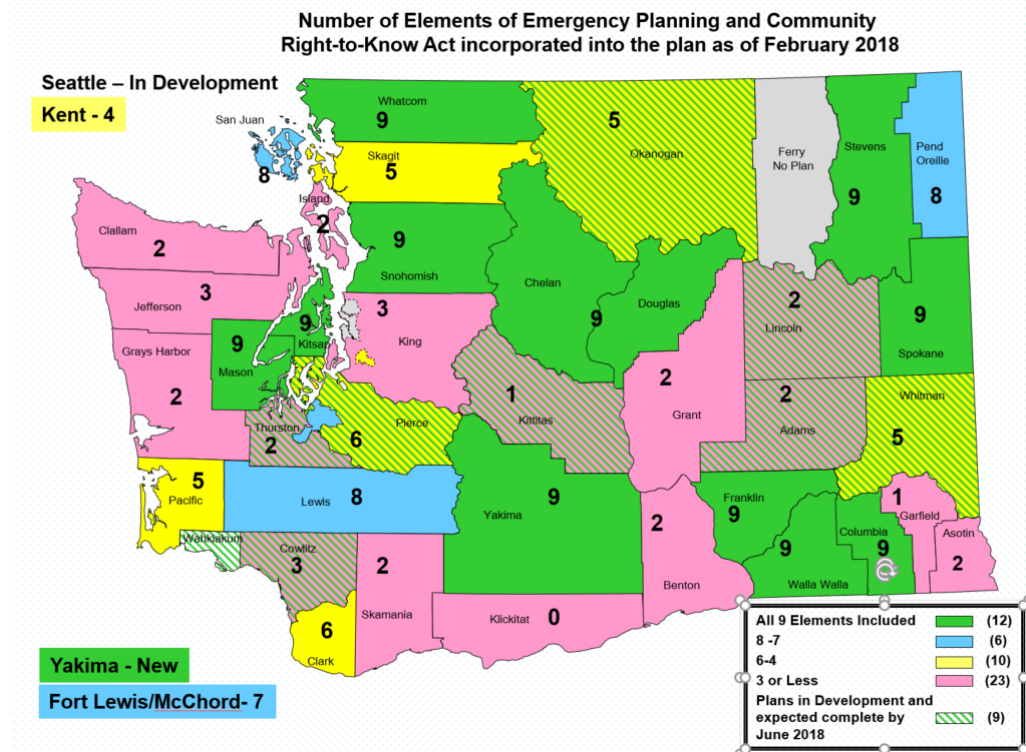 Number of Elements of Emergency Planning and Community
Right-to-Know Act incorporated into the plan as of February 2018
Seattle – In Development
Kent - 4
San Juan
8
Whatcom
9
Skagit
5
Island
2
Okanogan
5
Ferry
No Plan
Stevens
9
Pend
Oreille
8
Clallam
2
Jefferson
3
Snohomish
9
Chelan
Douglas
9
Grays Harbor
2
Mason
9
Kitsap
9
King
3
Lincoln
2
Spokane
9
Kittitas
1
Grant
2
Adams
2
Whitman
5
Thurston
2
Pierce
6
Pacific
5
Lewis
8
Yakima
9
Benton
2
Franklin
9
Walla Walla
9
Columbia
9
Garfield
1
Asotin
2
Wahkiakum
Cowlitz
3
Skamania
2
Klickitat
0
Clark
6
Yakima - New
Fort Lewis/McChord- 7
All 9 Elements Included (12)
8 -7 (6)
6-4 (10)
3 or Less (23)
Plans in Development and
expected complete by (9)
June 2018